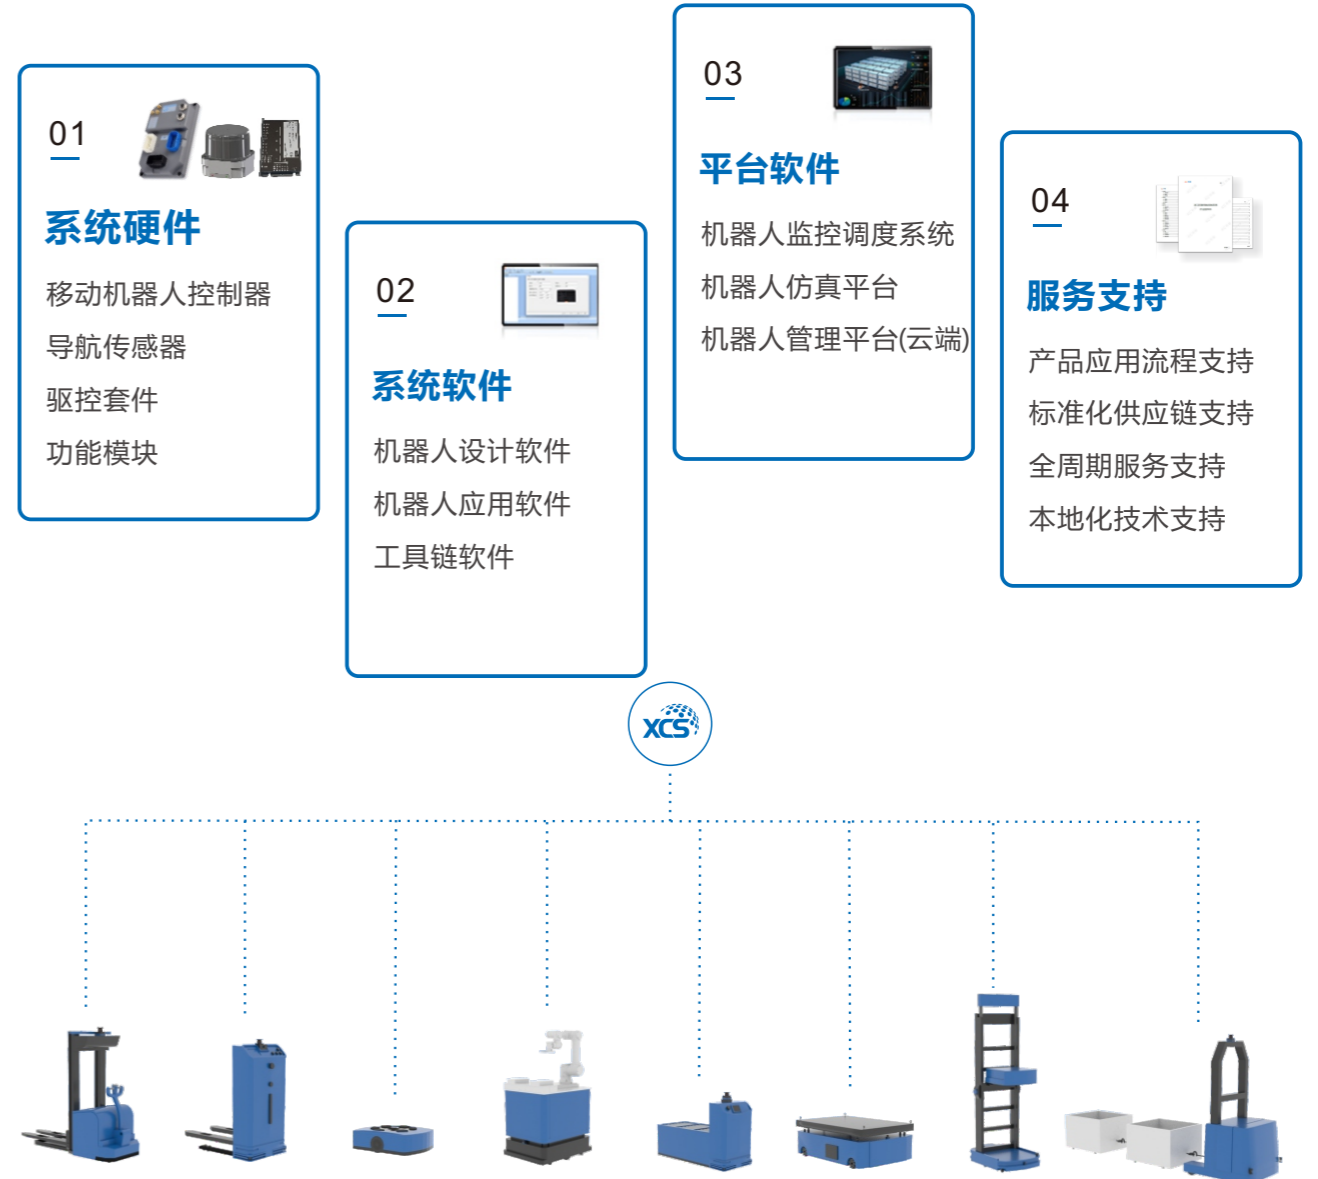 01
系统硬件
移动机器人控制器
导航传感器
驱控套件
功能模块
02
系统软件
机器人设计软件
机器人应用软件
工具链软件
03
平台软件
机器人监控调度系统
机器人仿真平台
机器人管理平台(云端)
04
服务支持
产品应用流程支持
标准化供应链支持
全周期服务支持
本地化技术支持
XCS